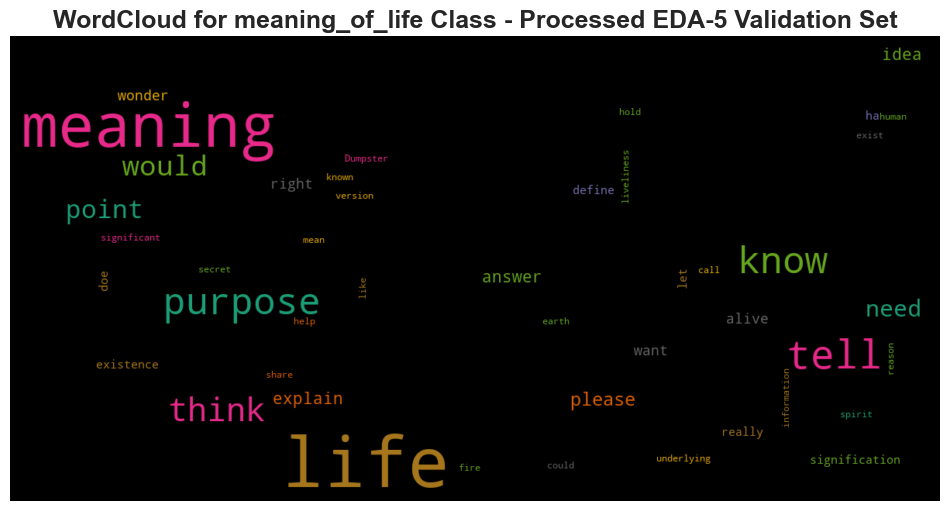 WordCloud for meaning_of_life Class - Processed EDA-5 Validation Set
idea
wonder
meaning
hold
ha
human
exist
would
Dumpster
right
known
version
define
liveliness
point
significant
mean
know
secret
doe
like
answer
let
call
purpose
help
earth
need
alive
existence
want
tell
reason
share
think
explain
please
information
spirit
really
life
fire
could
underlying
signification